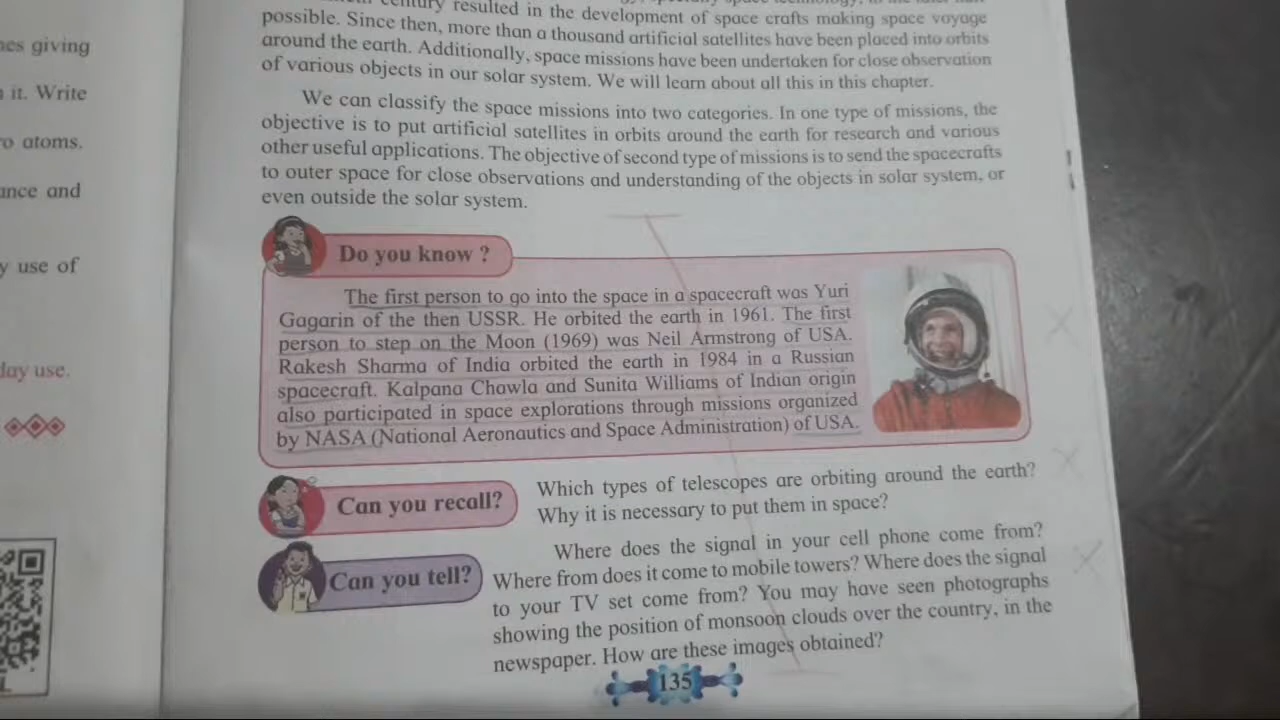 nes giving
it. Write
atoms.
ance and
y use of
day use.
century resulted in the development of space crafts making space voyage
possible. Since then, more than a thousand artificial satellites have been placed into orbits
around the earth. Additionally, space missions have been undertaken for close observation
of various objects in our solar system. We will learn about all this in this chapter.
We can classify the space missions into two categories. In one type of missions, the
objective is to put artificial satellites in orbits around the earth for research and various
other useful applications. The objective of second type of missions is to send the spacecrafts
to outer space for close observations and understanding of the objects in solar system, or
even outside the solar system.
Do you know ?
The first person to go into the space in a spacecraft was Yuri
Gagarin of the then USSR. He orbited the earth in 1961. The first
person to step on the Moon (1969) was Neil Armstrong of USA.
Rakesh Sharma of India orbited the earth in 1984 in a Russian
spacecraft. Kalpana Chawla and Sunita Williams of Indian origin
also participated in space explorations through missions organized
by NASA (National Aeronautics and Space Administration) of USA.
Can you recall?
Which types of telescopes are orbiting around the earth?
Why it is necessary to put them in space?
Can you tell?
Where does the signal in your cell phone come from?
Where from does it come to mobile towers? Where does the signal
to your TV set come from? You may have seen photographs
showing the position of monsoon clouds over the country, in the
newspaper. How are these images obtained?
135